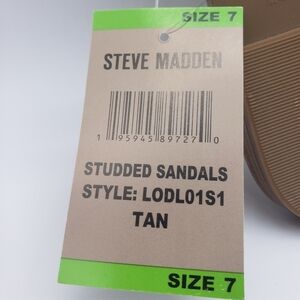 SIZE 7
STEVE MADDEN
1 95945 89727 0
STUDDED SANDALS
STYLE: LODL01S1
TAN
SIZE 7